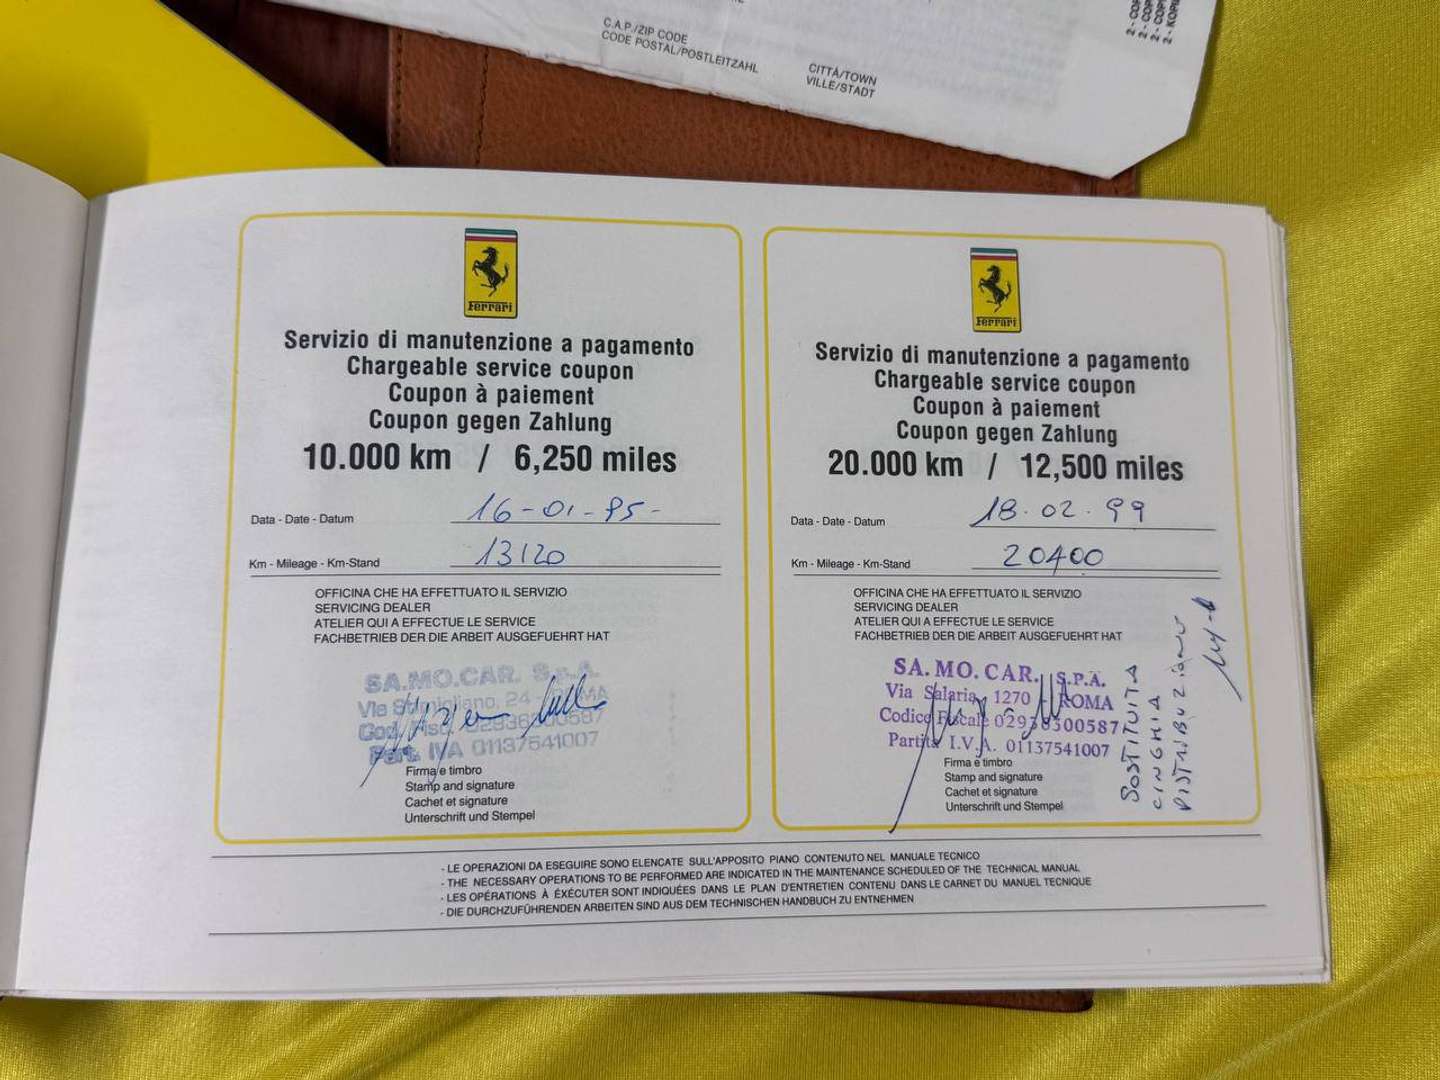 C.A.P./ZIP CODE
CODE POSTAL/POSTLEITZAHL
CITTÀ/TOWN
VILLE/STADT
Ferrari
Servizio di manutenzione a pagamento
Chargeable service coupon
Coupon à paiement
Coupon gegen Zahlung
10.000 km / 6,250 miles
Data - Date - Datum 16-01-95-
Km - Mileage - Km-Stand 13120
OFFICINA CHE HA EFFETTUATO IL SERVIZIO
SERVICING DEALER
ATELIER QUI A EFFECTUE LE SERVICE
FACHBETRIEB DER DIE ARBEIT AUSGEFUEHRT HAT
SA.MO.CAR. S.p.A.
Via 24 - ROMA
Cod. Fisc. 02938300587
Part. IVA 01137541007
Firma e timbro
Stamp and signature
Cachet et signature
Unterschrift und Stempel
Ferrari
Servizio di manutenzione a pagamento
Chargeable service coupon
Coupon à paiement
Coupon gegen Zahlung
20.000 km / 12,500 miles
Data - Date - Datum 18.02.99
Km - Mileage - Km-Stand 20400
OFFICINA CHE HA EFFETTUATO IL SERVIZIO
SERVICING DEALER
ATELIER QUI A EFFECTUE LE SERVICE
FACHBETRIEB DER DIE ARBEIT AUSGEFUEHRT HAT
SA. MO. CAR. S.P.A.
Via Salaria, 1270 ROMA
Codice Fiscale 02938300587
Partita I.V.A. 01137541007
Firma e timbro
Stamp and signature
Cachet et signature
Unterschrift und Stempel
SOSTITUITA
CINGHIA
DISTRIBUZIONE
- LE OPERAZIONI DA ESEGUIRE SONO ELENCATE SULL'APPOSITO PIANO CONTENUTO NEL MANUALE TECNICO
- THE NECESSARY OPERATIONS TO BE PERFORMED ARE INDICATED IN THE MAINTENANCE SCHEDULED OF THE TECHNICAL MANUAL
- LES OPÉRATIONS À ÉXÉCUTER SONT INDIQUÉES DANS LE PLAN D'ENTRETIEN CONTENU DANS LE CARNET DU MANUEL TECNIQUE
- DIE DURCHZUFÜHRENDEN ARBEITEN SIND AUS DEM TECHNISCHEN HANDBUCH ZU ENTNEHMEN